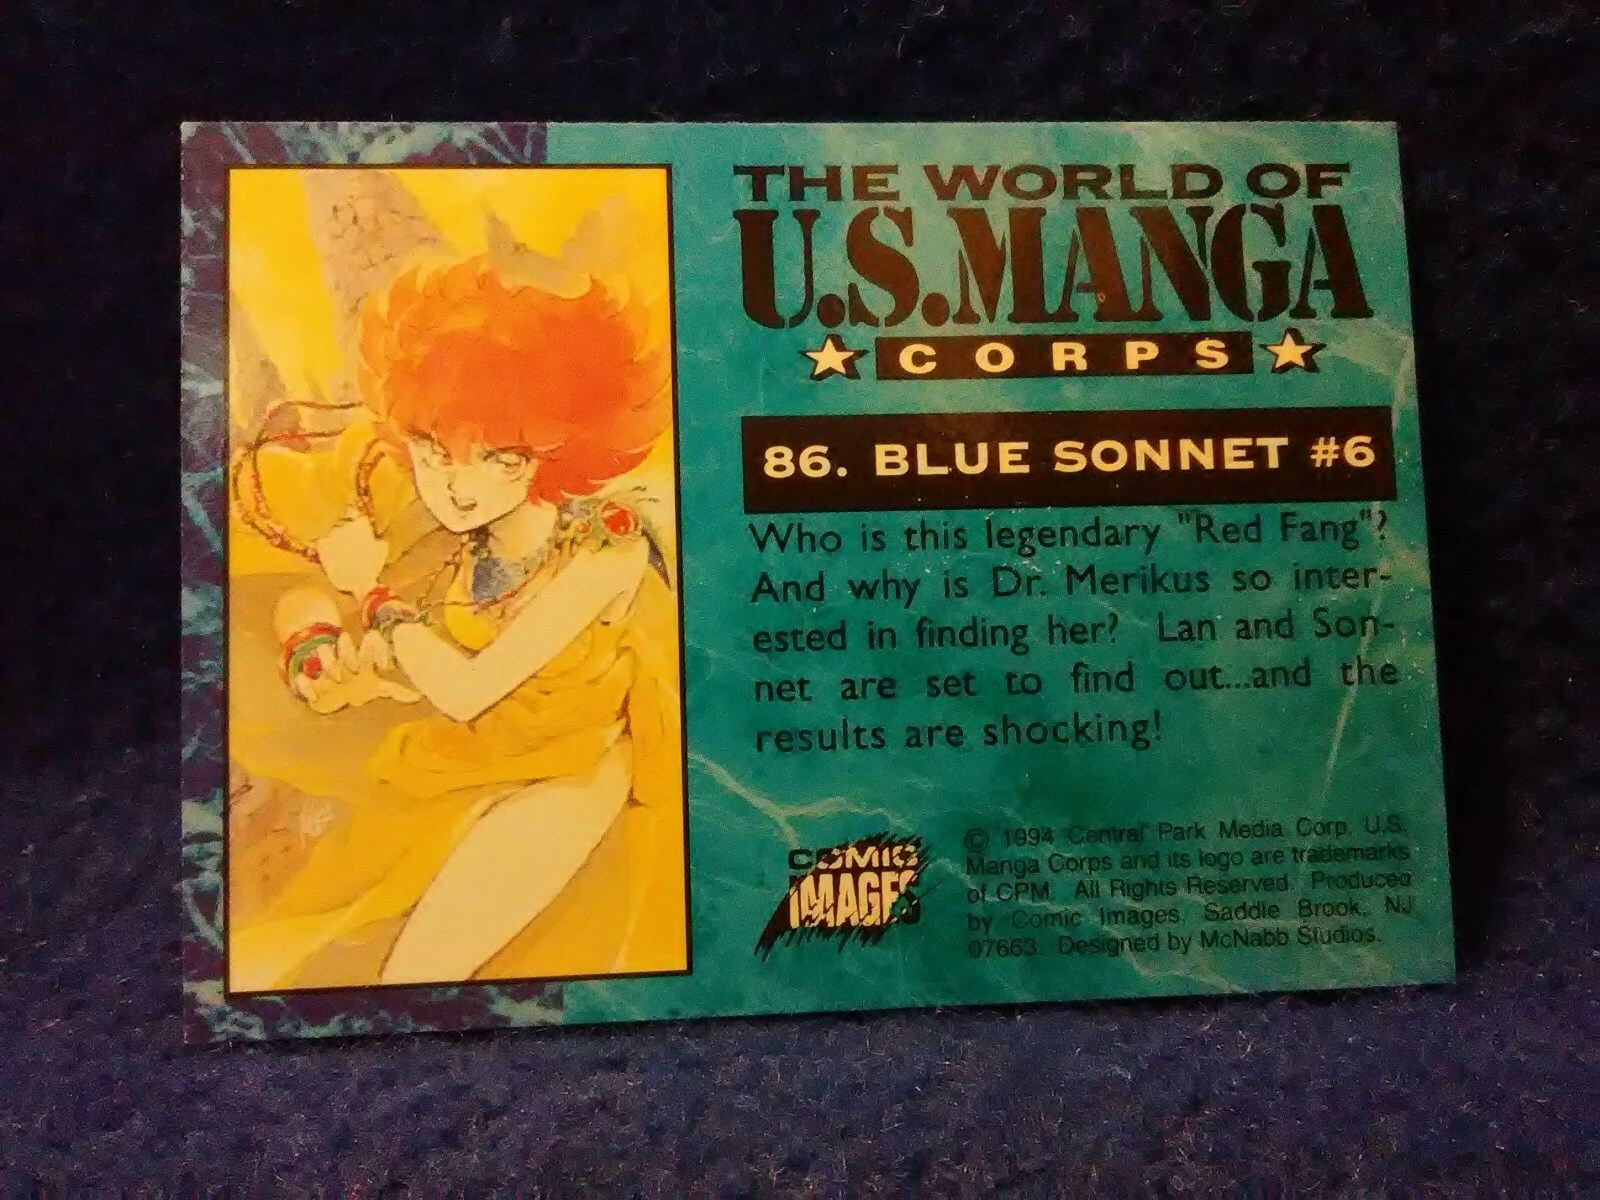 THE WORLD OF
U.S.MANGA
CORPS
86. BLUE SONNET #6
Who is this legendary "Red Fang"?
And why is Dr. Merikus so inter-
ested in finding her? Lan and Son-
net are set to find out...and the
results are shocking!
COMIC
IMAGES
© 1994 Central Park Media Corp. U.S.
Manga Corps and its logo are trademarks
of CPM. All Rights Reserved. Produced
by Comic Images, Saddle Brook, NJ
07663. Designed by McNabb Studios.